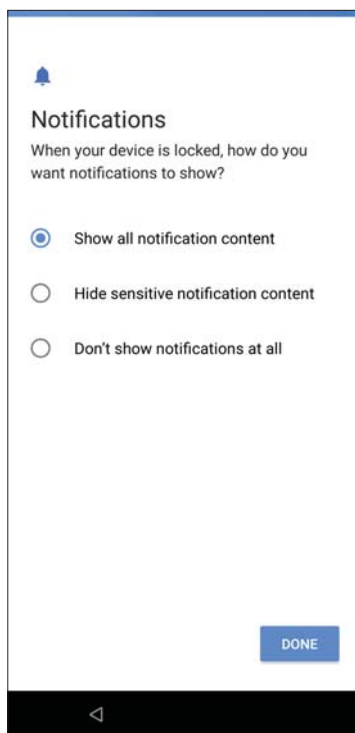 Notifications
When your device is locked, how do you
want notifications to show?
Show all notification content
Hide sensitive notification content
Don't show notifications at all
DONE